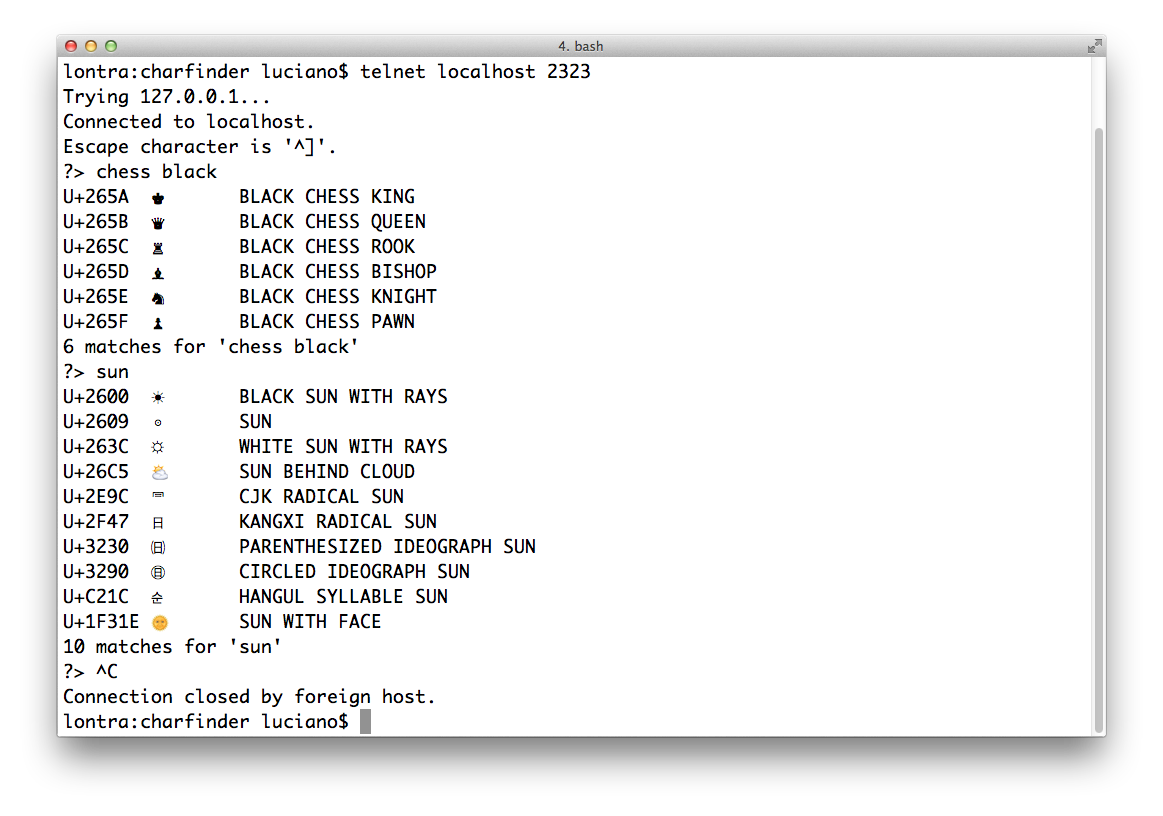 4. bash
lontra:charfinder luciano$ telnet localhost 2323
Trying 127.0.0.1...
Connected to localhost.
Escape character is '^]'.
?> chess black
U+265A ♚ BLACK CHESS KING
U+265B ♛ BLACK CHESS QUEEN
U+265C ♜ BLACK CHESS ROOK
U+265D ♝ BLACK CHESS BISHOP
U+265E ♞ BLACK CHESS KNIGHT
U+265F ♟ BLACK CHESS PAWN
6 matches for 'chess black'
?> sun
U+2600 ☀ BLACK SUN WITH RAYS
U+2609 ☉ SUN
U+263C ☼ WHITE SUN WITH RAYS
U+26C5 ⛅ SUN BEHIND CLOUD
U+2E9C ⺜ CJK RADICAL SUN
U+2F47 ⽇ KANGXI RADICAL SUN
U+3230 ㈰ PARENTHESIZED IDEOGRAPH SUN
U+3290 ㊐ CIRCLED IDEOGRAPH SUN
U+C21C 순 HANGUL SYLLABLE SUN
U+1F31E 🌞 SUN WITH FACE
10 matches for 'sun'
?> ^C
Connection closed by foreign host.
lontra:charfinder luciano$